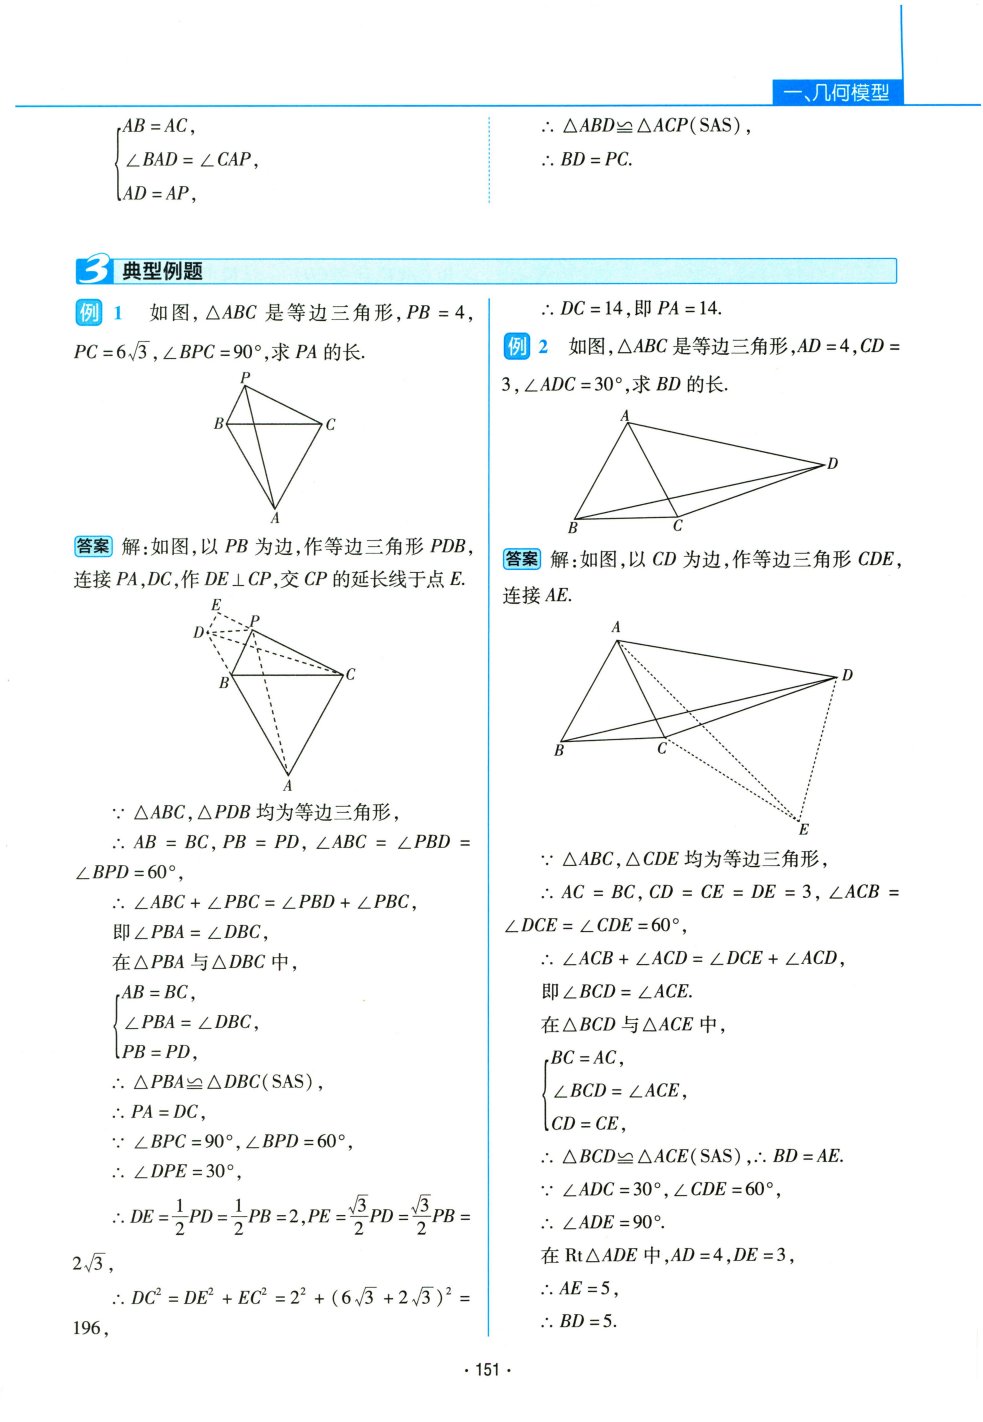 一、几何模型
AB = AC,
∠BAD = ∠CAP,
AD = AP,
∴ △ABD≌△ACP(SAS),
∴ BD = PC.
3 典型例题
例 1 如图, △ABC 是等边三角形, PB = 4,
PC = 6√3, ∠BPC = 90°,求 PA 的长.
P
B
C
A
答案 解:如图,以 PB 为边,作等边三角形 PDB,
连接 PA,DC,作 DE⊥CP,交 CP 的延长线于点 E.
E
P
D
B
C
A
∵ △ABC,△PDB 均为等边三角形,
∴ AB = BC, PB = PD, ∠ABC = ∠PBD =
∠BPD = 60°,
∴ ∠ABC + ∠PBC = ∠PBD + ∠PBC,
即∠PBA = ∠DBC,
在△PBA 与△DBC 中,
AB = BC,
∠PBA = ∠DBC,
PB = PD,
∴ △PBA≌△DBC(SAS),
∴ PA = DC,
∵ ∠BPC = 90°,∠BPD = 60°,
∴ ∠DPE = 30°,
∴ DE = 1/2 PD = 1/2 PB = 2, PE = √3/2 PD = √3/2 PB =
2√3,
∴ DC² = DE² + EC² = 2² + (6√3 + 2√3)² =
196,
∴ DC = 14,即 PA = 14.
例 2 如图,△ABC 是等边三角形,AD = 4,CD =
3,∠ADC = 30°,求 BD 的长.
A
D
B
C
答案 解:如图,以 CD 为边,作等边三角形 CDE,
连接 AE.
A
D
B
C
E
∵ △ABC,△CDE 均为等边三角形,
∴ AC = BC, CD = CE = DE = 3, ∠ACB =
∠DCE = ∠CDE = 60°,
∴ ∠ACB + ∠ACD = ∠DCE + ∠ACD,
即∠BCD = ∠ACE.
在△BCD 与△ACE 中,
BC = AC,
∠BCD = ∠ACE,
CD = CE,
∴ △BCD≌△ACE(SAS),∴ BD = AE.
∵ ∠ADC = 30°,∠CDE = 60°,
∴ ∠ADE = 90°.
在 Rt△ADE 中,AD = 4,DE = 3,
∴ AE = 5,
∴ BD = 5.
· 151 ·